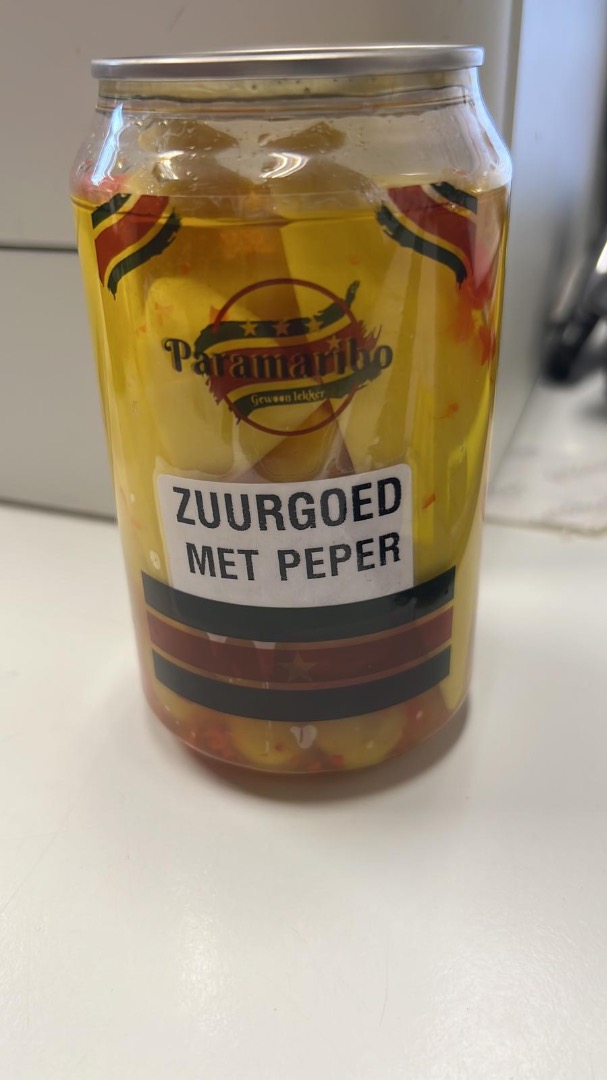 Paramaribo
Gewoon lekker
ZUURGOED
MET PEPER